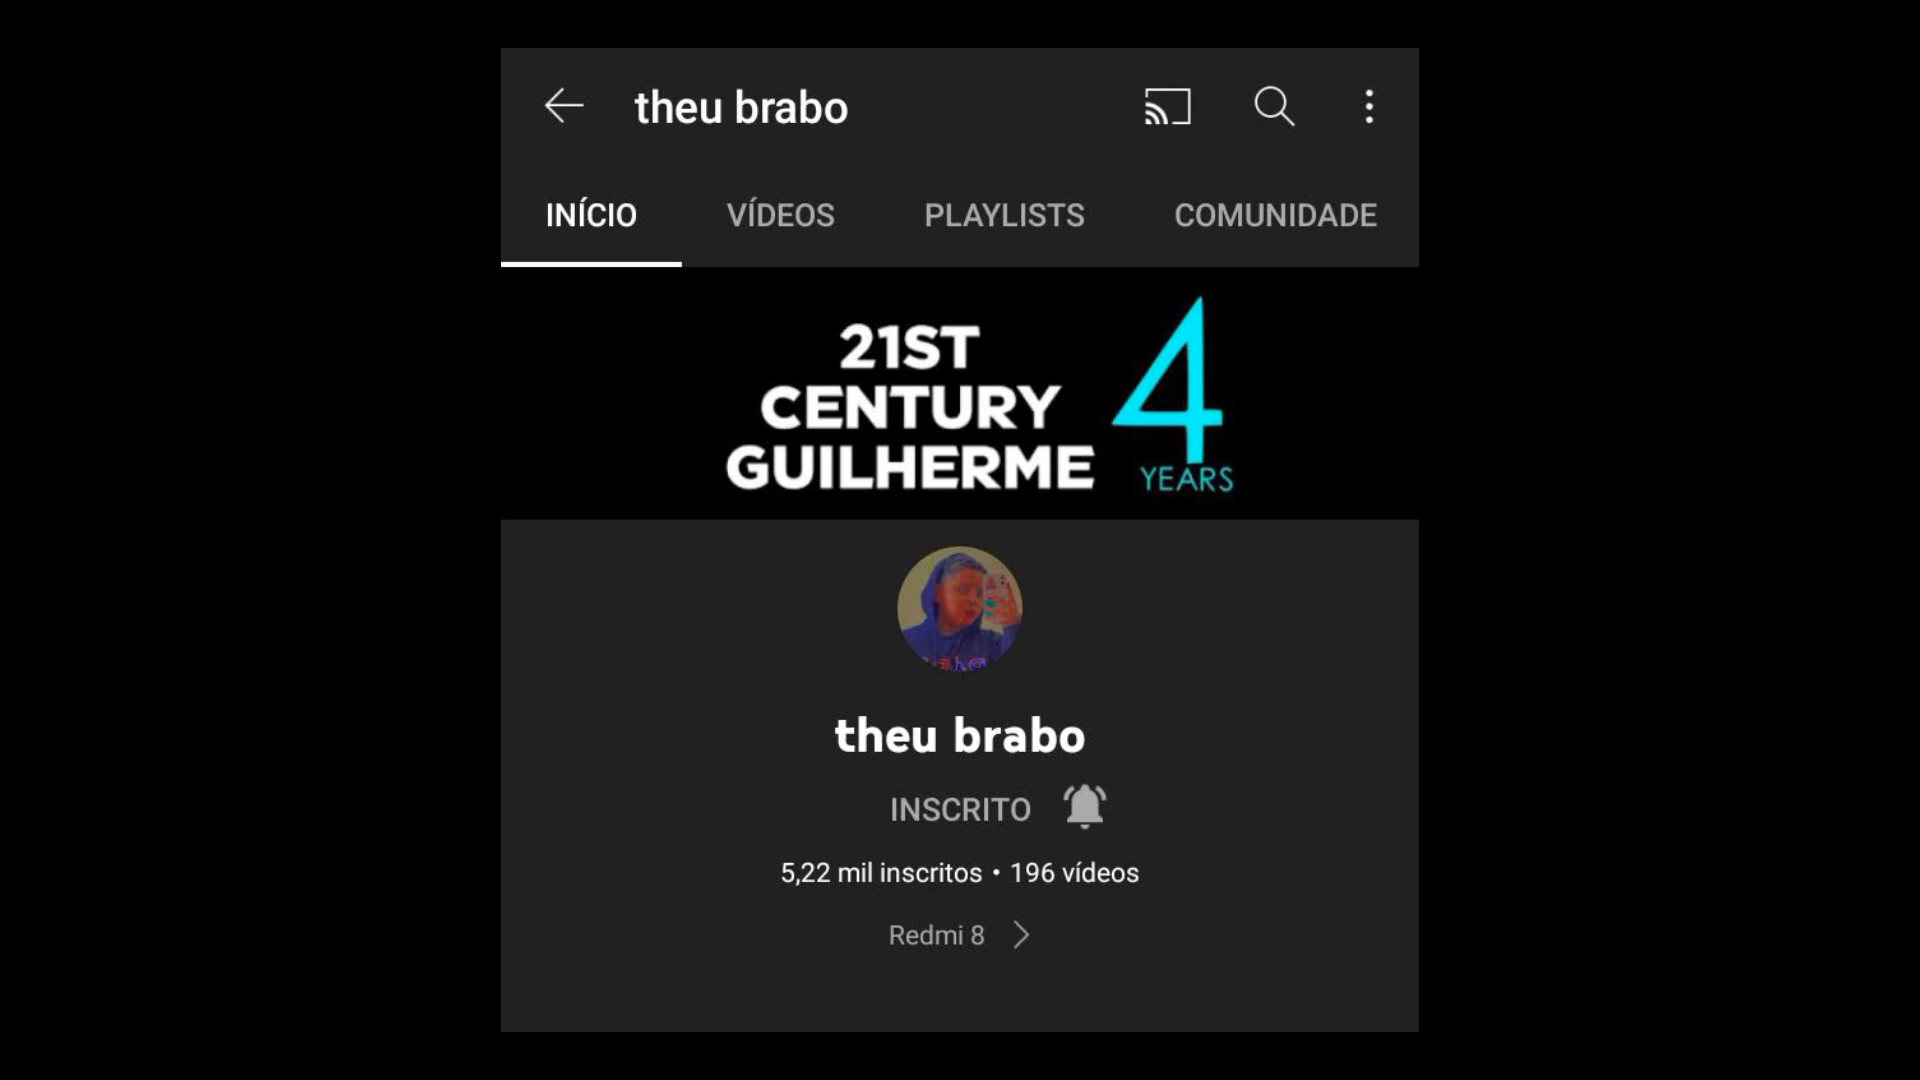 theu brabo
INÍCIO VÍDEOS PLAYLISTS COMUNIDADE
21ST
CENTURY
GUILHERME
4
YEARS
theu brabo
INSCRITO
5,22 mil inscritos • 196 vídeos
Redmi 8